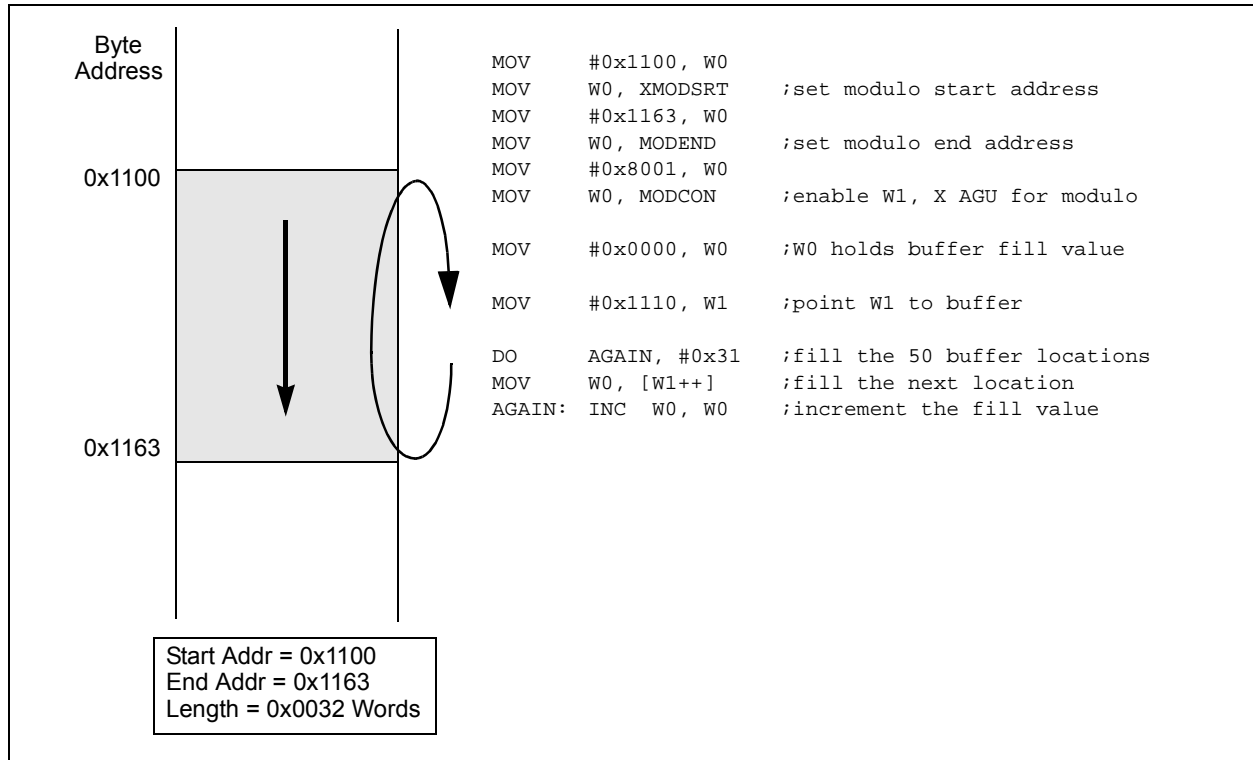 Byte
Address
0x1100
0x1163
MOV #0x1100, W0
MOV W0, XMODSRT ;set modulo start address
MOV #0x1163, W0
MOV W0, MODEND ;set modulo end address
MOV #0x8001, W0
MOV W0, MODCON ;enable W1, X AGU for modulo
MOV #0x0000, W0 ;W0 holds buffer fill value
MOV #0x1110, W1 ;point W1 to buffer
DO AGAIN, #0x31 ;fill the 50 buffer locations
MOV W0, [W1++] ;fill the next location
AGAIN: INC W0, W0 ;increment the fill value
Start Addr = 0x1100
End Addr = 0x1163
Length = 0x0032 Words